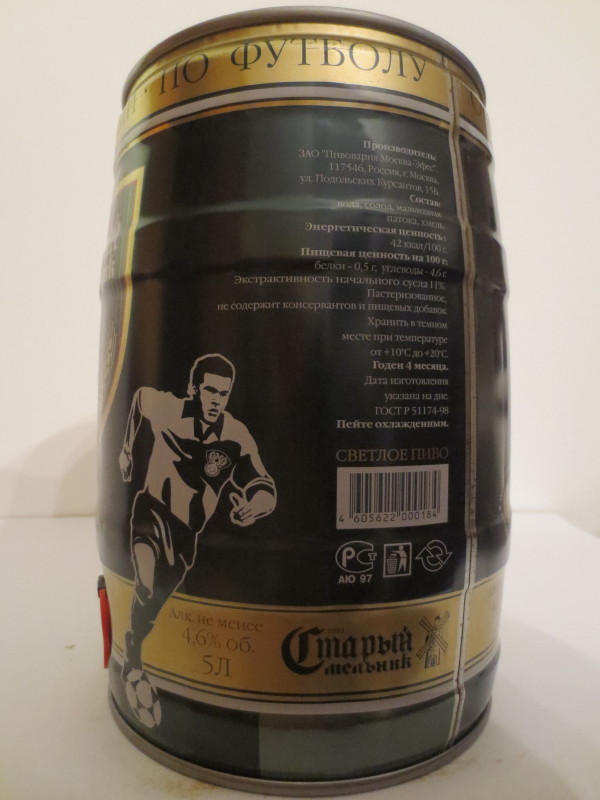 ПО ФУТБОЛУ
Производитель:
ЗАО "Пивоварня Москва-Эфес",
117546, Россия, г. Москва,
ул. Подольских Курсантов, 15Б.
Состав:
вода, солод, мальтозная
патока, хмель.
Энергетическая ценность:
42 ккал/100 г.
Пищевая ценность на 100 г:
белки - 0,5 г, углеводы - 4,6 г.
Экстрактивность начального сусла 11%
Пастеризованное,
не содержит консервантов и пищевых добавок.
Хранить в темном
месте при температуре
от +10°С до +20°С.
Годен 4 месяца.
Дата изготовления
указана на дне.
ГОСТ Р 51174-98
Пейте охлажденным.
СВЕТЛОЕ ПИВО
4 605622 000184
РСТ
АЮ 97
Алк. не менее
4,6% об.
5Л
пиво
Старый
мельник